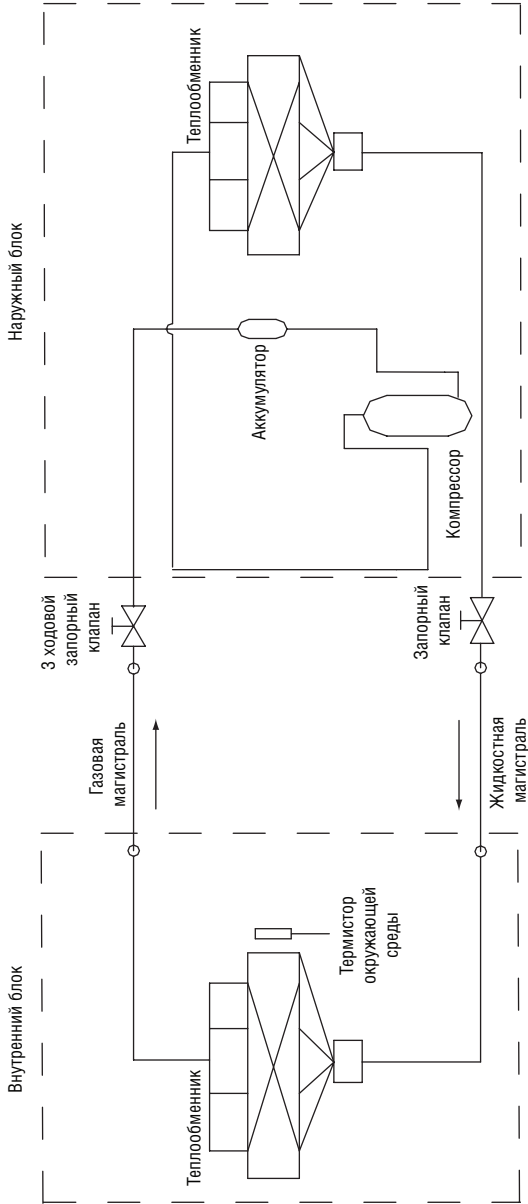 Внутренний блок
Наружный блок
Теплообменник
Термистор
окружающей
среды
Газовая
магистраль
Жидкостная
магистраль
3 ходовой
запорный
клапан
Запорный
клапан
Аккумулятор
Компрессор
Теплообменник